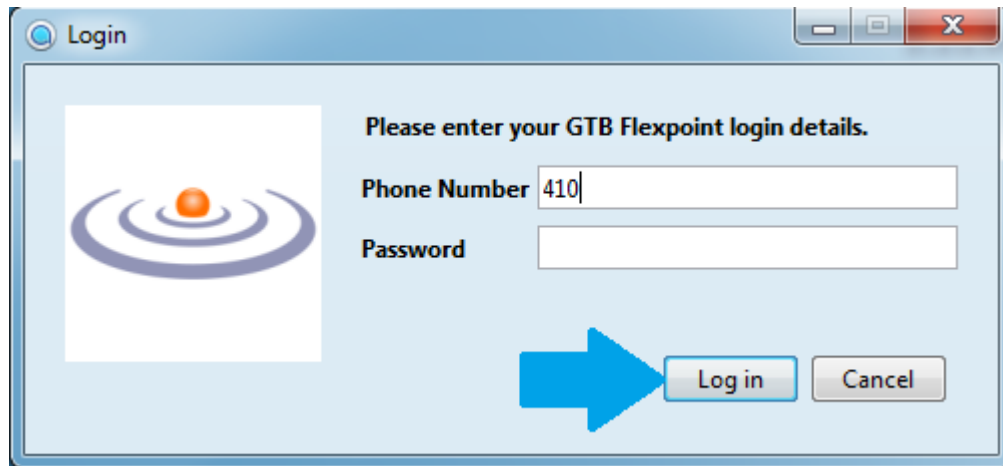 Login
Please enter your GTB Flexpoint login details.
Phone Number 410
Password
Log in Cancel